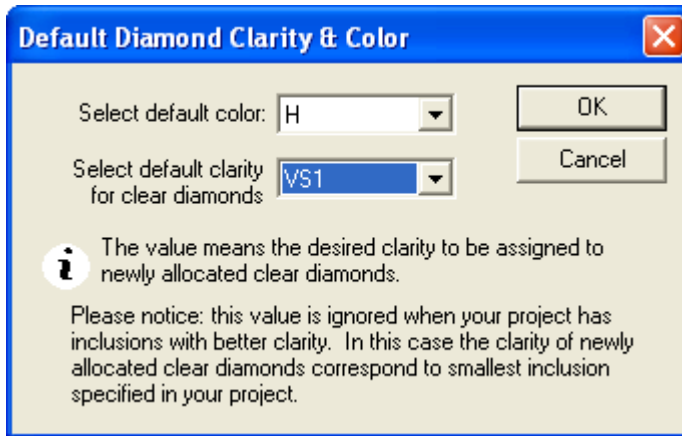 Default Diamond Clarity & Color
Select default color: H
OK
Select default clarity
for clear diamonds
VS1
Cancel
The value means the desired clarity to be assigned to
newly allocated clear diamonds.
Please notice: this value is ignored when your project has
inclusions with better clarity. In this case the clarity of newly
allocated clear diamonds correspond to smallest inclusion
specified in your project.